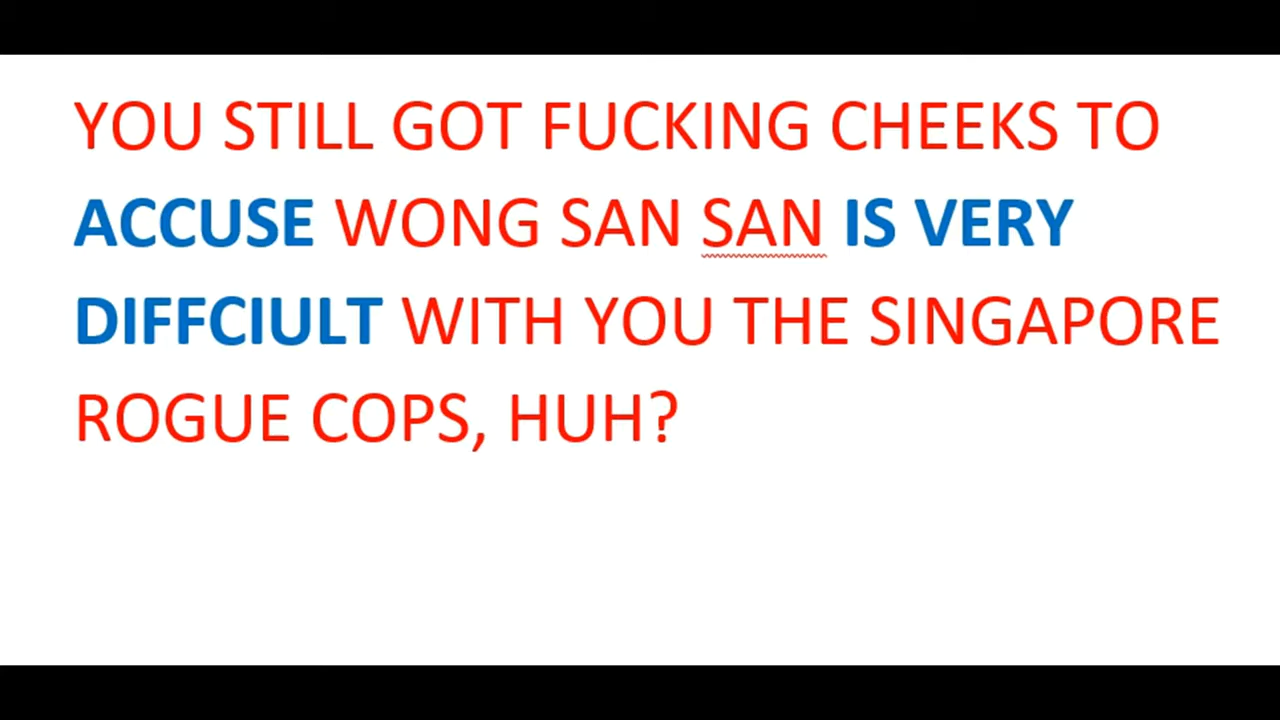 YOU STILL GOT FUCKING CHEEKS TO
ACCUSE WONG SAN SAN IS VERY
DIFFCIULT WITH YOU THE SINGAPORE
ROGUE COPS, HUH?